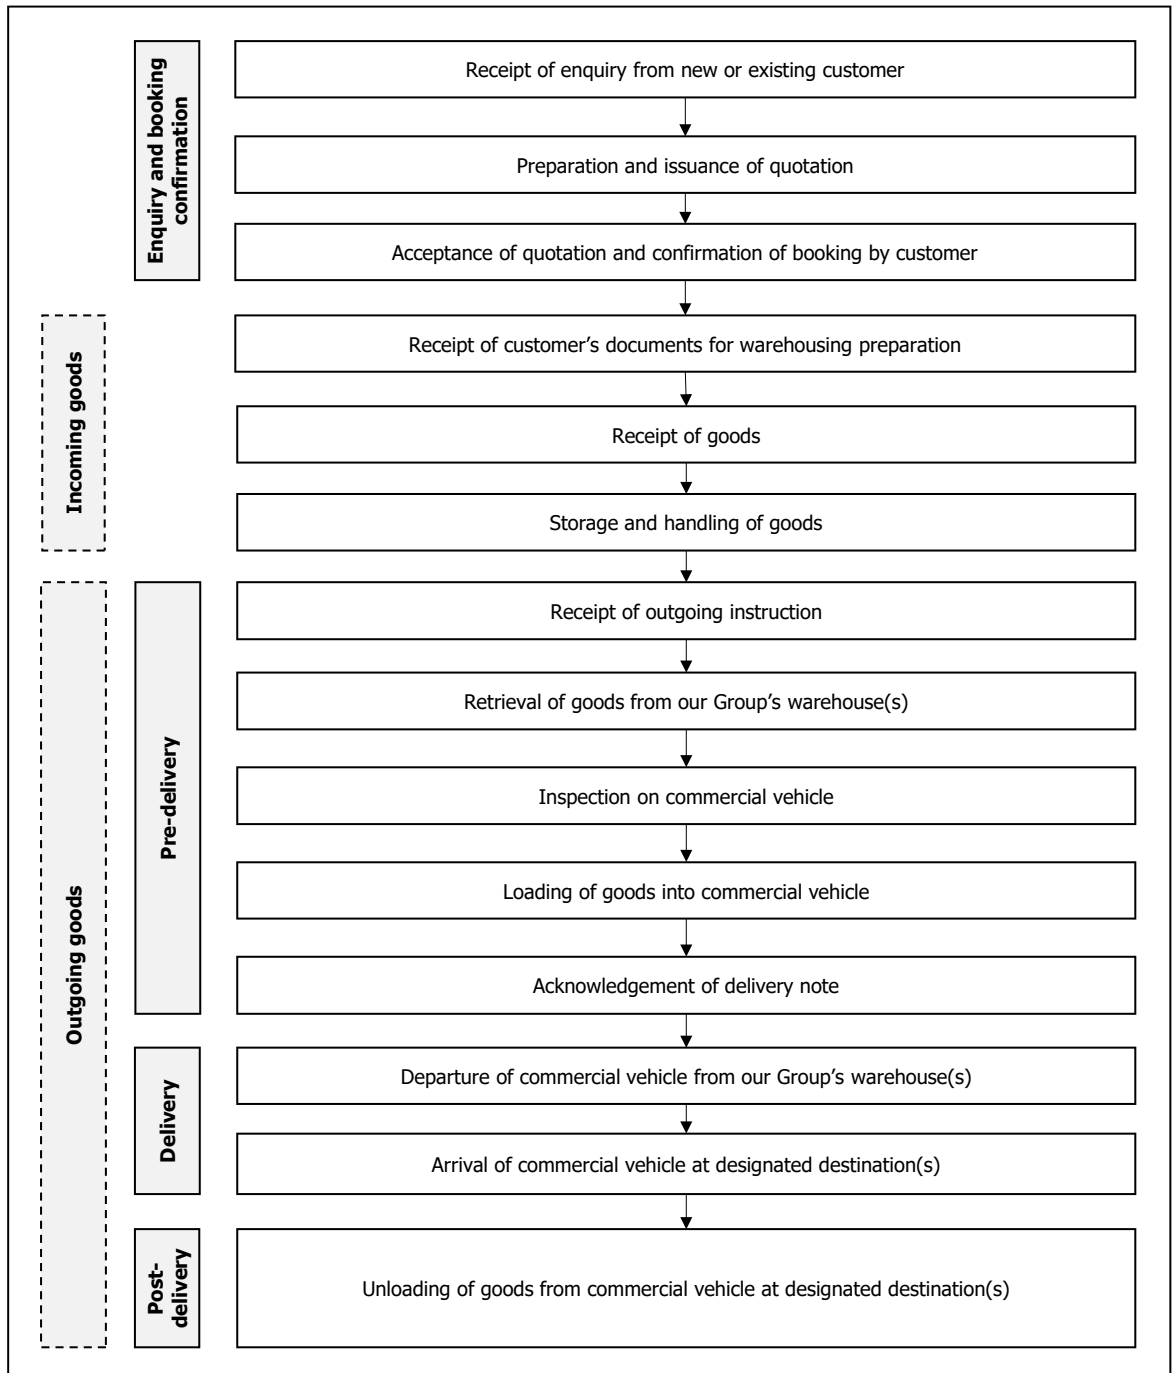 Enquiry and booking
confirmation
Receipt of enquiry from new or existing customer
Preparation and issuance of quotation
Acceptance of quotation and confirmation of booking by customer
Incoming goods
Receipt of customer’s documents for warehousing preparation
Receipt of goods
Storage and handling of goods
Outgoing goods
Pre-delivery
Receipt of outgoing instruction
Retrieval of goods from our Group’s warehouse(s)
Inspection on commercial vehicle
Loading of goods into commercial vehicle
Acknowledgement of delivery note
Delivery
Departure of commercial vehicle from our Group’s warehouse(s)
Arrival of commercial vehicle at designated destination(s)
Post-
delivery
Unloading of goods from commercial vehicle at designated destination(s)